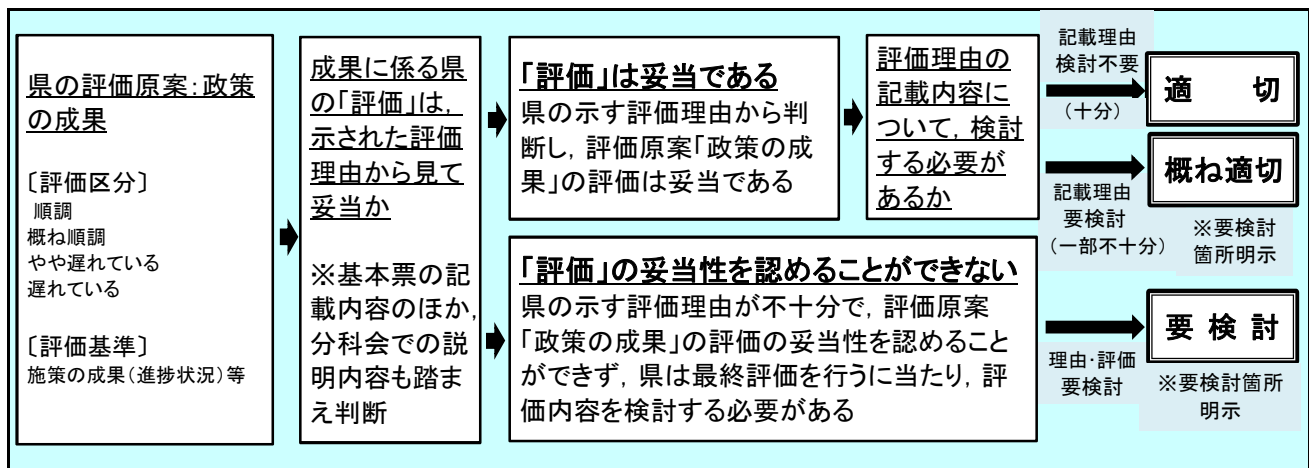 県の評価原案：政策
の成果
〔評価区分〕
順調
概ね順調
やや遅れている
遅れている
〔評価基準〕
施策の成果（進捗状況）等
成果に係る県
の「評価」は，
示された評価
理由から見て
妥当か
※基本票の記
載内容のほか，
分科会での説
明内容も踏ま
え判断
「評価」は妥当である
県の示す評価理由から判
断し，評価原案「政策の成
果」の評価は妥当である
評価理由の
記載内容に
ついて，検討
する必要が
あるか
記載理由
検討不要
（十分）
適　切
記載理由
要検討
（一部不十分）
概ね適切
※要検討
箇所明示
「評価」の妥当性を認めることができない
県の示す評価理由が不十分で，評価原案
「政策の成果」の評価の妥当性を認めること
ができず，県は最終評価を行うに当たり，評
価内容を検討する必要がある
理由・評価
要検討
要 検 討
※要検討箇所
明示